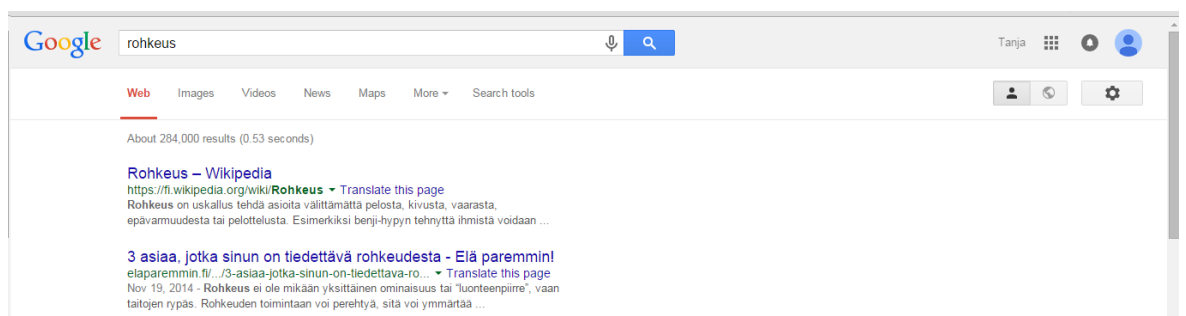 Google rohkeus Tanja
Web Images Videos News Maps More Search tools
About 284,000 results (0.53 seconds)
Rohkeus – Wikipedia
https://fi.wikipedia.org/wiki/Rohkeus Translate this page
Rohkeus on uskallus tehdä asioita välittämättä pelosta, kivusta, vaarasta,
epävarmuudesta tai pelottelusta. Esimerkiksi benji-hypyn tehnyttä ihmistä voidaan ...
3 asiaa, jotka sinun on tiedettävä rohkeudesta - Elä paremmin!
elaparemmin.fi/.../3-asiaa-jotka-sinun-on-tiedettava-ro... Translate this page
Nov 19, 2014 - Rohkeus ei ole mikään yksittäinen ominaisuus tai “luonteenpiirre”, vaan
taitojen rypäs. Rohkeuden toimintaan voi perehtyä, sitä voi ymmärtää ...